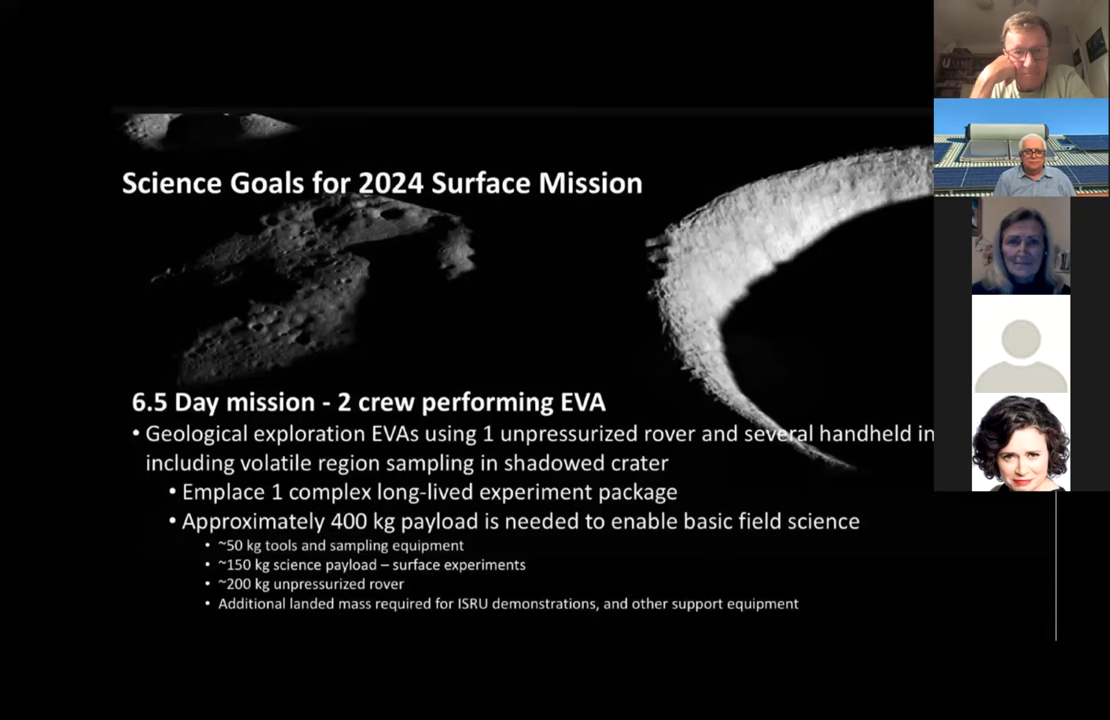 Science Goals for 2024 Surface Mission
6.5 Day mission - 2 crew performing EVA
• Geological exploration EVAs using 1 unpressurized rover and several handheld in
including volatile region sampling in shadowed crater
• Emplace 1 complex long-lived experiment package
• Approximately 400 kg payload is needed to enable basic field science
• ~50 kg tools and sampling equipment
• ~150 kg science payload – surface experiments
• ~200 kg unpressurized rover
• Additional landed mass required for ISRU demonstrations, and other support equipment